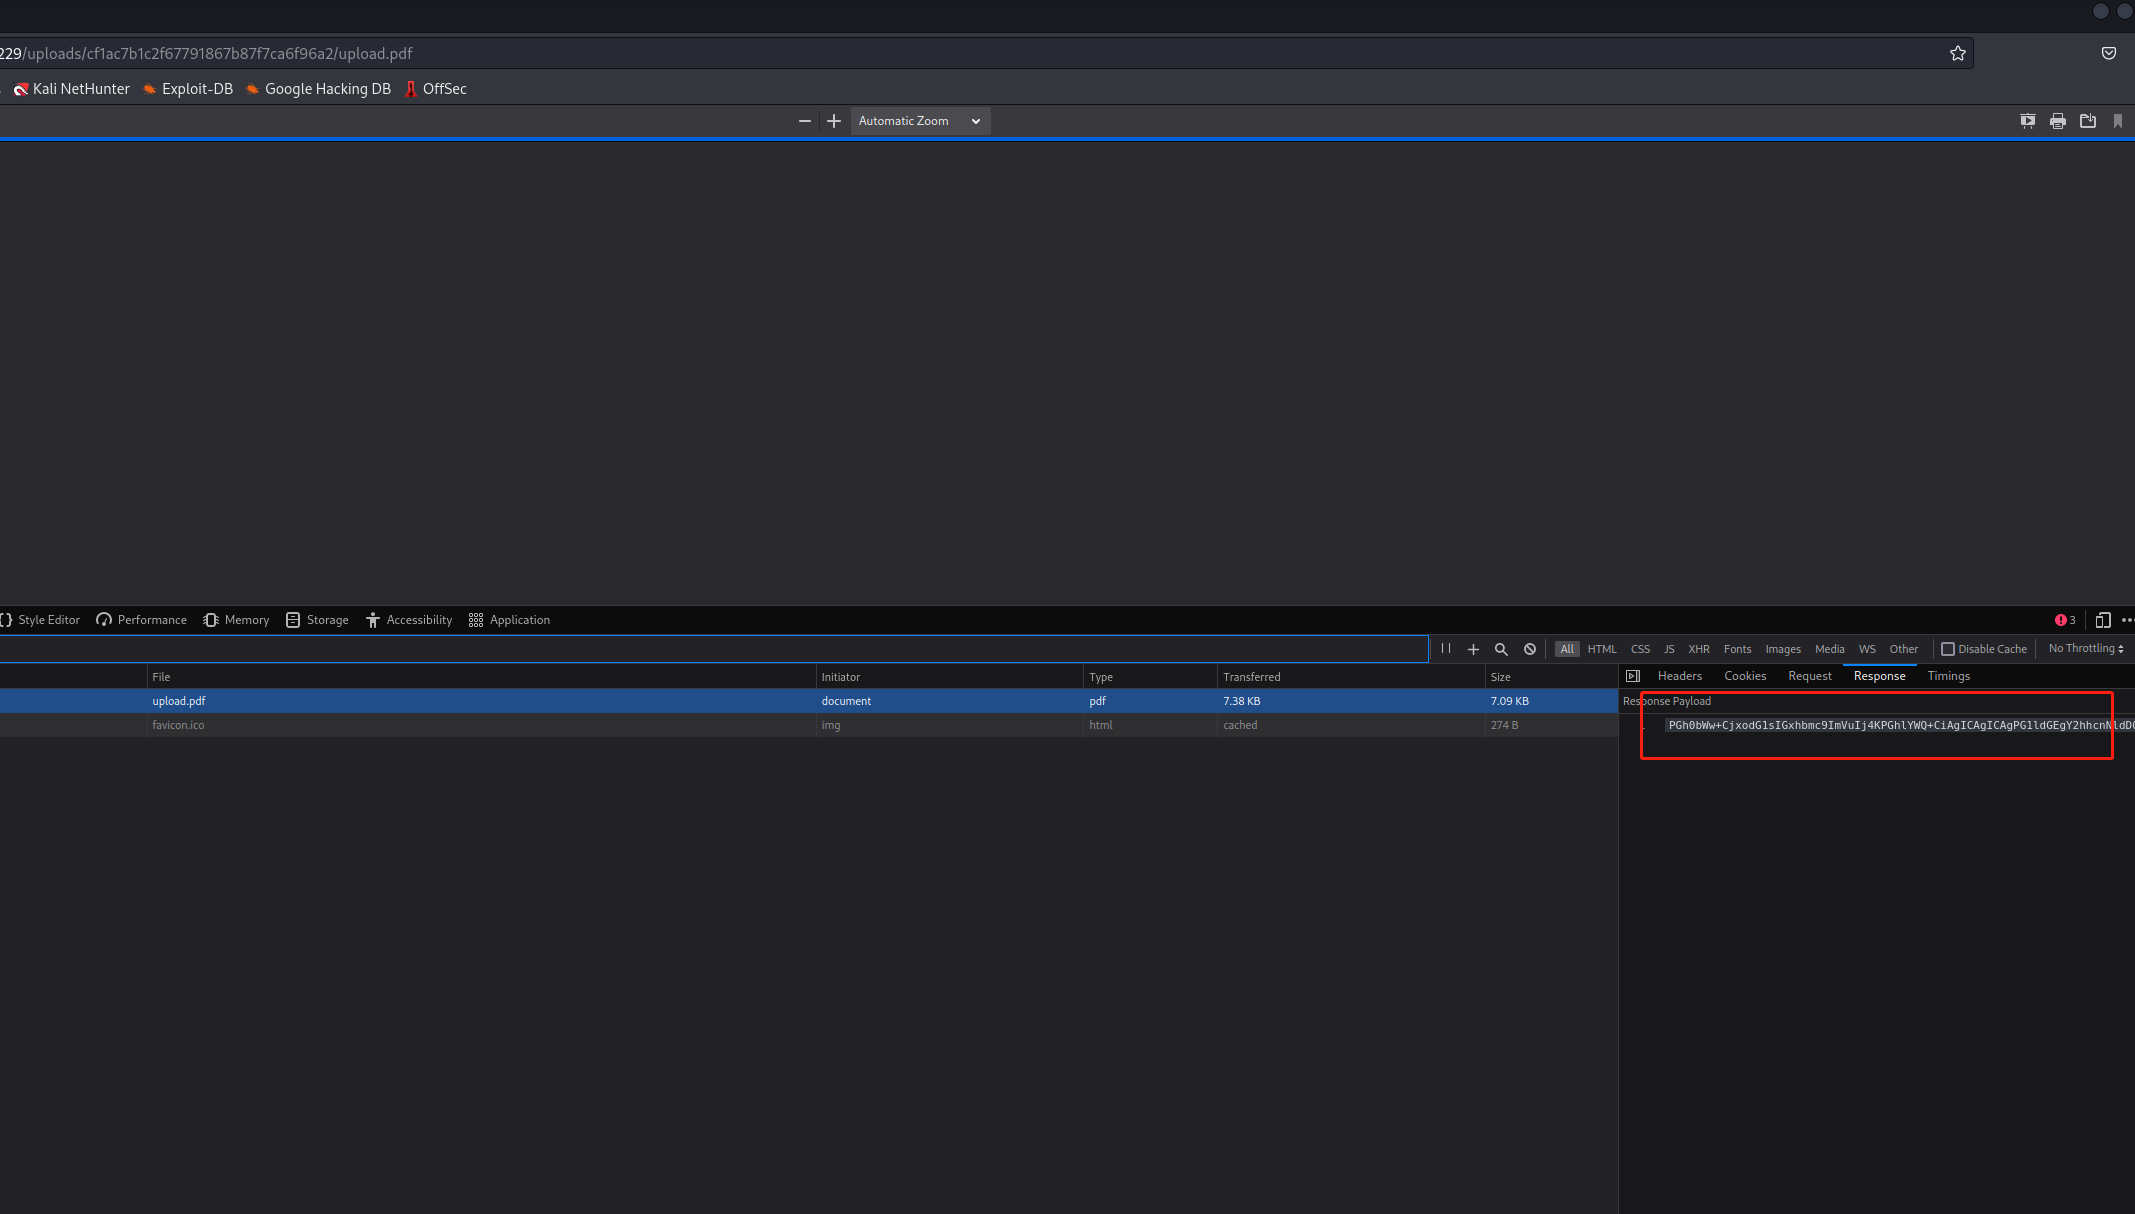 229/uploads/cf1ac7b1c2f67791867b87f7ca6f96a2/upload.pdf
Kali NetHunter Exploit-DB Google Hacking DB OffSec
Automatic Zoom
Style Editor Performance Memory Storage Accessibility Application 3
All HTML CSS JS XHR Fonts Images Media WS Other Disable Cache No Throttling
File Initiator Type Transferred Size
Headers Cookies Request Response Timings
upload.pdf document pdf 7.38 KB 7.09 KB
Response Payload
favicon.ico img html cached 274 B
PGh0bWw+CjxodG1sIGxhbmc9ImVuIj4KPGhlYWQ+CiAgICAgICAgPG1ldGEgY2hhcnNldD0